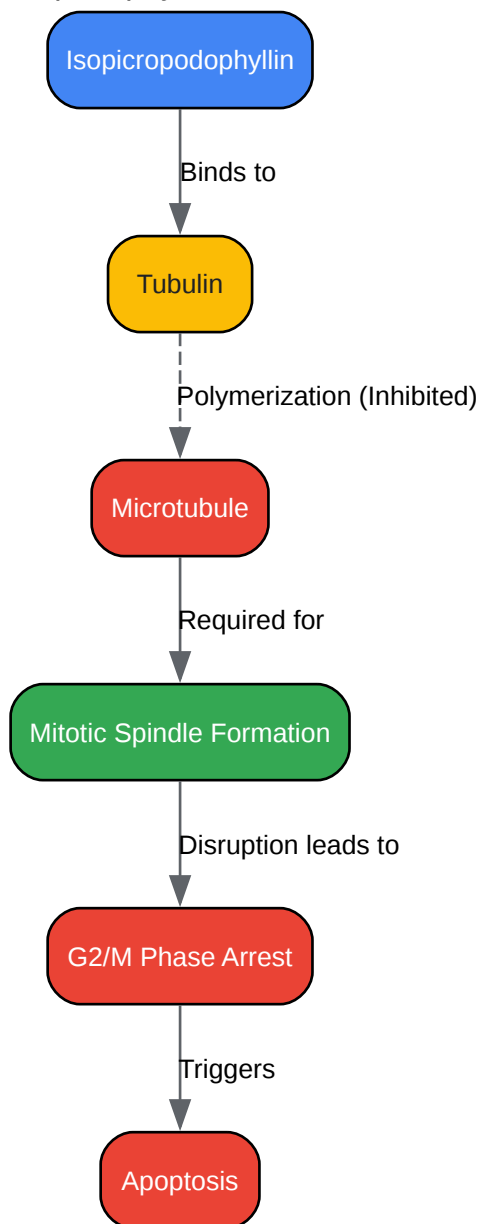 Isopicropodophyllin
Binds to
Tubulin
Polymerization (Inhibited)
Microtubule
Required for
Mitotic Spindle Formation
Disruption leads to
G2/M Phase Arrest
Triggers
Apoptosis